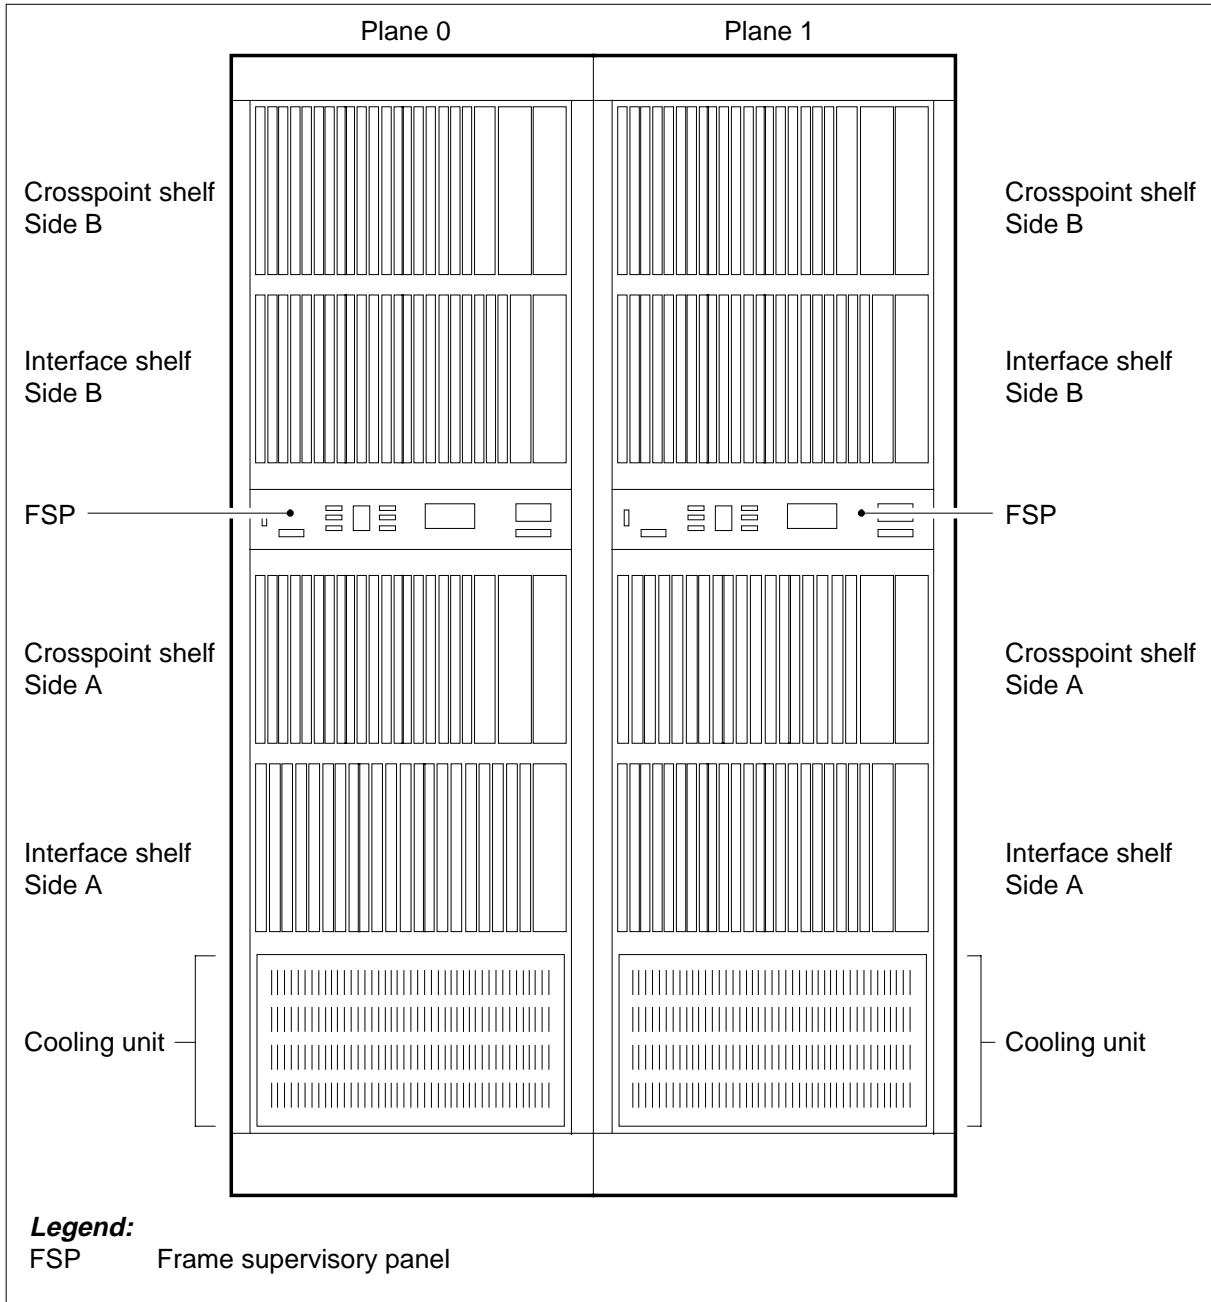 Plane 0
Plane 1
Crosspoint shelf
Side B
Crosspoint shelf
Side B
Interface shelf
Side B
Interface shelf
Side B
FSP
FSP
Crosspoint shelf
Side A
Crosspoint shelf
Side A
Interface shelf
Side A
Interface shelf
Side A
Cooling unit
Cooling unit
Legend:
FSP Frame supervisory panel